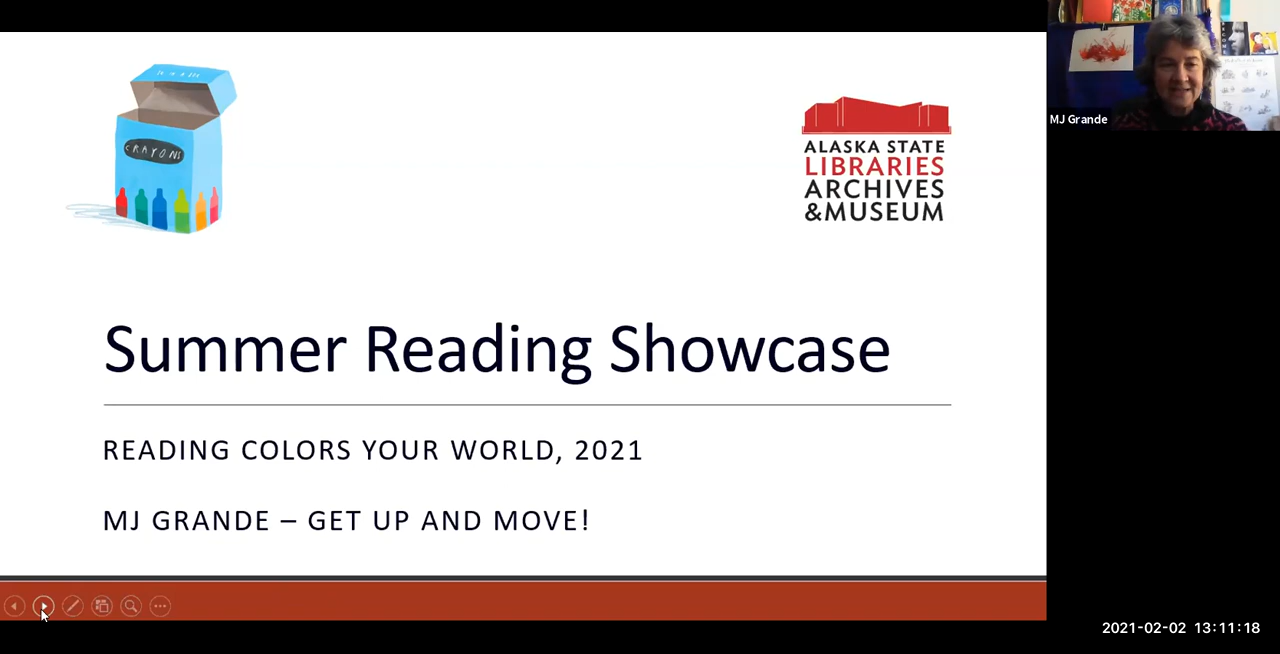 CRAYONS
ALASKA STATE
LIBRARIES
ARCHIVES
&MUSEUM
MJ Grande
Summer Reading Showcase
READING COLORS YOUR WORLD, 2021
MJ GRANDE – GET UP AND MOVE!
2021-02-02 13:11:18